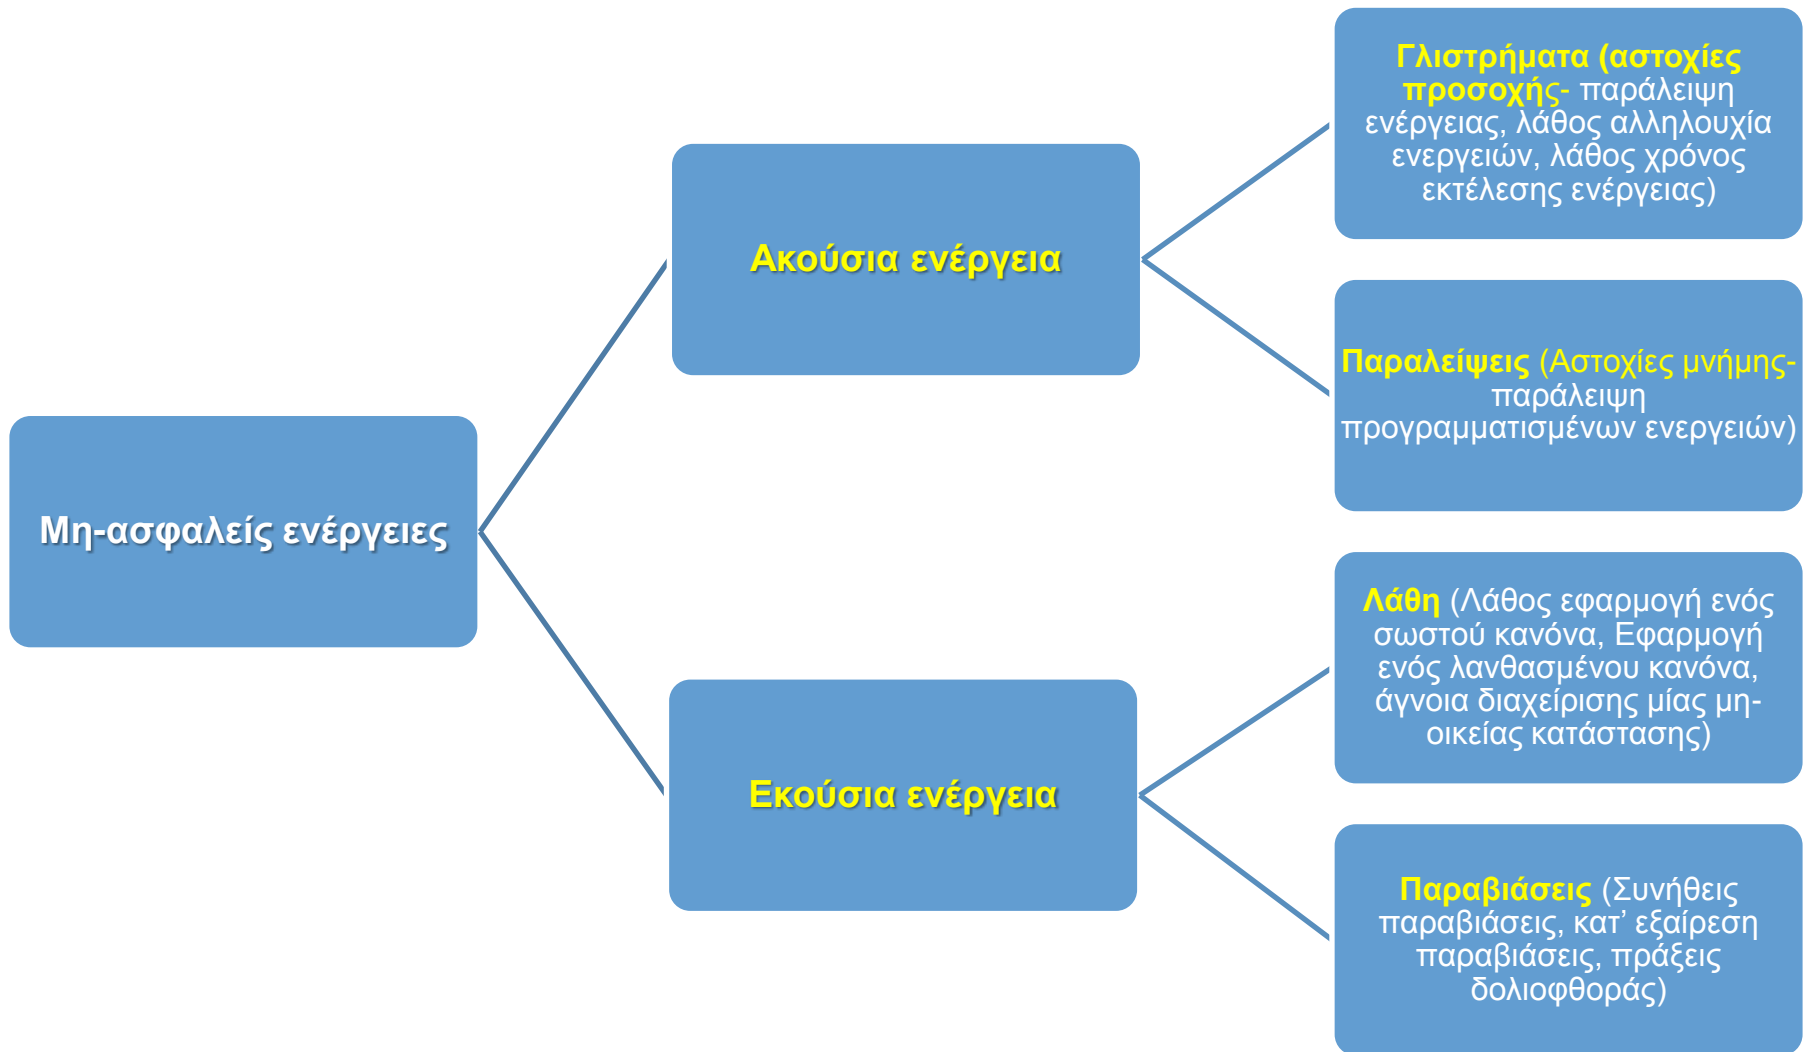 Γλιστρήματα (αστοχίες
προσοχής- παράλειψη
ενέργειας, λάθος αλληλουχία
ενεργειών, λάθος χρόνος
εκτέλεσης ενέργειας)
Ακούσια ενέργεια
Παραλείψεις (Αστοχίες μνήμης-
παράλειψη
προγραμματισμένων ενεργειών)
Μη-ασφαλείς ενέργειες
Λάθη (Λάθος εφαρμογή ενός
σωστού κανόνα, Εφαρμογή
ενός λανθασμένου κανόνα,
άγνοια διαχείρισης μίας μη-
οικείας κατάστασης)
Εκούσια ενέργεια
Παραβιάσεις (Συνήθεις
παραβιάσεις, κατ’ εξαίρεση
παραβιάσεις, πράξεις
δολιοφθοράς)